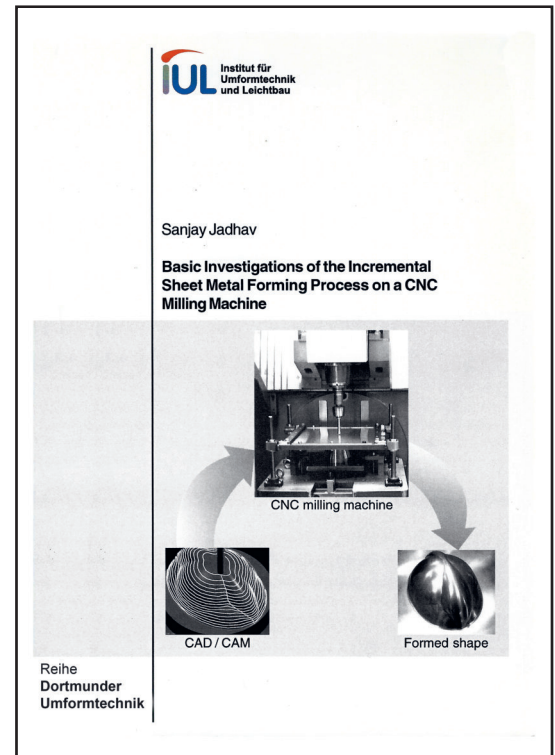 IUL
Institut für
Umformtechnik
und Leichtbau
Sanjay Jadhav
Basic Investigations of the Incremental
Sheet Metal Forming Process on a CNC
Milling Machine
CNC milling machine
CAD / CAM
Formed shape
Reihe
Dortmunder
Umformtechnik